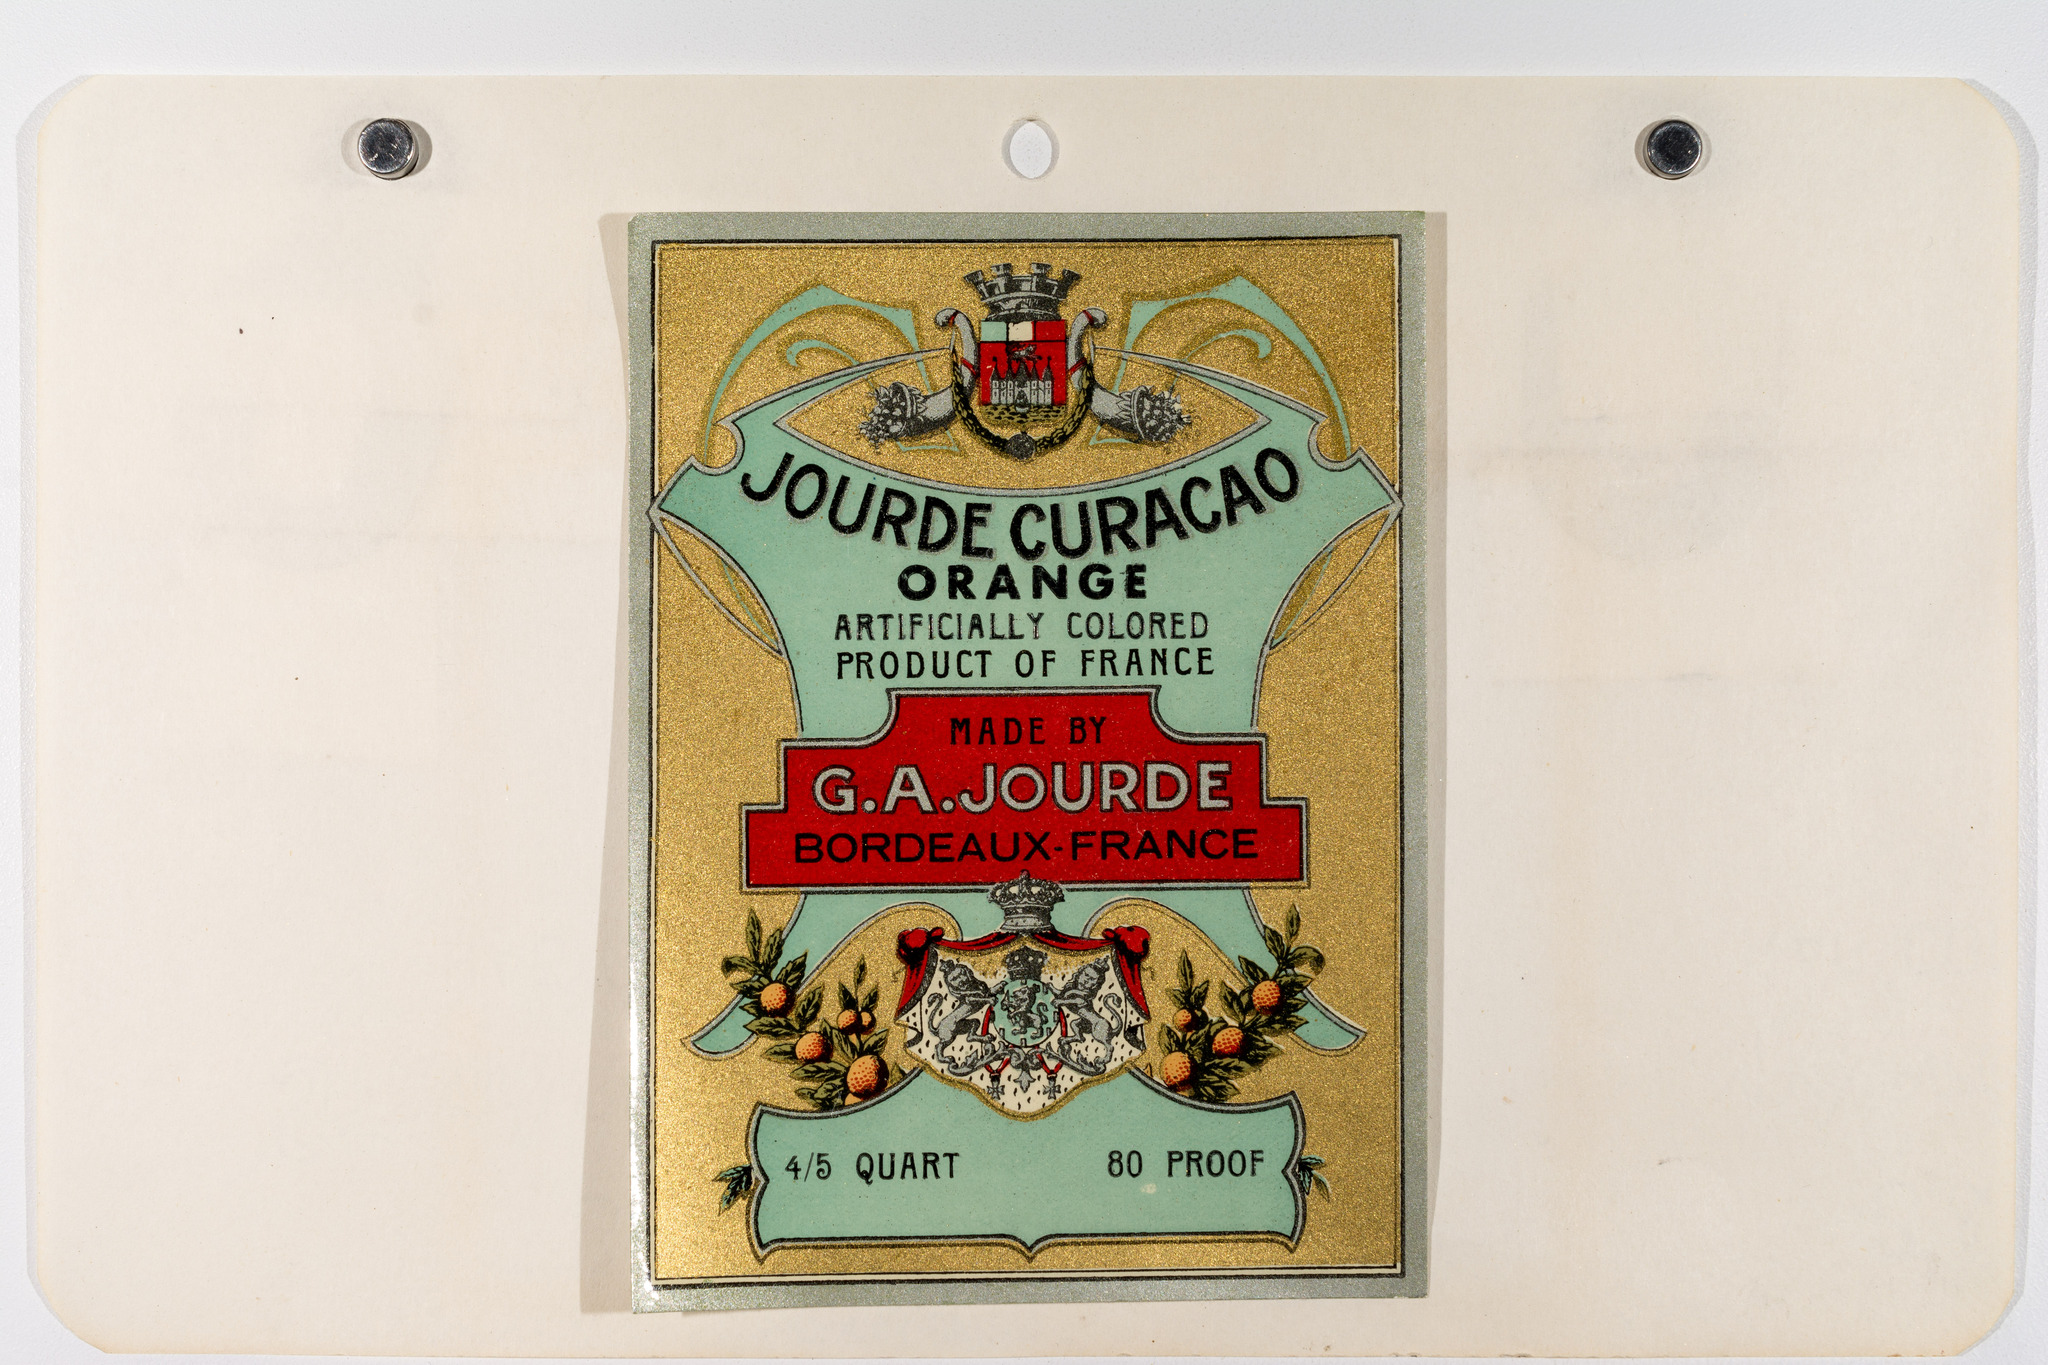 JOURDE CURACAO
ORANGE
ARTIFICIALLY COLORED
PRODUCT OF FRANCE
MADE BY
G.A.JOURDE
BORDEAUX-FRANCE
4/5 QUART 80 PROOF